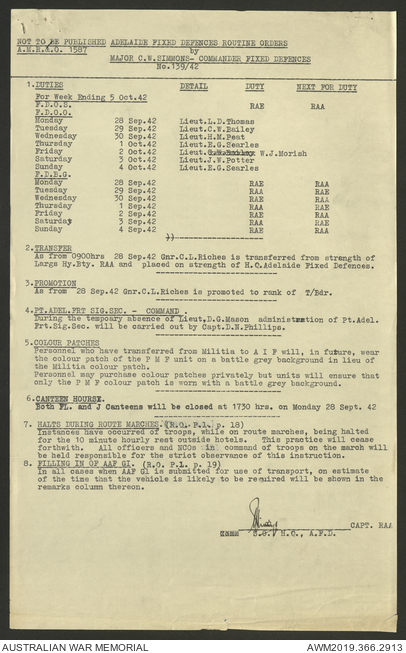 NOT TO BE PUBLISHED ADELAIDE FIXED DEFENCES ROUTINE ORDERS
A.M.R.&.O. 1587 by
MAJOR C.W.SIMMONS- COMMANDER FIXED DEFENCES
No.139/42
1.DUTIES DETAIL DUTY NEXT FOR DUTY
For Week Ending 5 Oct.42
F.D.O.S. RAE RAA
F.D.O.O.
Monday 28 Sep.42 Lieut.L.D.Thomas
Tuesday 29 Sep.42 Lieut.C.W.Bailey
Wednesday 30 Sep.42 Lieut.H.M.Peat
Thursday 1 Oct.42 Lieut.E.G.Searles
Friday 2 Oct.42 Lieut. W.J.Morish
Saturday 3 Oct.42 Lieut.J.W.Potter
Sunday 4 Oct.42 Lieut.E.G.Searles
F.D.E.G.
Monday 28 Sep.42 RAE RAA
Tuesday 29 Sep.42 RAE RAA
Wednesday 30 Sep.42 RAE RAA
Thursday 1 Sep.42 RAE RAA
Friday 2 Sep.42 RAE RAA
Saturday 3 Sep.42 RAE RAA
Sunday 4 Sep.42 RAE RAA
2.TRANSFER
As from 0900hrs 28 Sep.42 Gnr.C.L.Riches is transferred from strength of
Largs Hy.Bty. RAA and placed on strength of H.Q.Adelaide Fixed Defences.
3.PROMOTION
As from 28 Sep.42 Gnr.C.L.Riches is promoted to rank of T/Bdr.
4.PT.ADEL.FRT SIG.SEC. - COMMAND.
During the tempoary absence of Lieut.D.G.Mason administration of Pt.Adel.
Frt.Sig.Sec. will be carried out by Capt.D.N.Phillips.
5.COLOUR PATCHES
Personnel who have transferred from Militia to A I F will, in future, wear
the colour patch of the P M F unit on a battle grey background in lieu of
the Militia colour patch.
Personnel may purchase colour patches privately but units will ensure that
only the P M F colour patch is worn with a battle grey background.
6.CANTEEN HOURSX.
Both FL. and J Canteens will be closed at 1730 hrs. on Monday 28 Sept. 42
7. HALTS DURING ROUTE MARCHES.(R.O. P.1. p. 18)
Instances have occurred of troops, while on route marches, being halted
for the 10 minute hourly rest outside hotels. This practice will cease
forthwith. All officers and NCOs in command of troops on the march will
be held responsible for the strict observance of this instruction.
8. FILLING IN OF AAF G1. (R.O. P.1. p. 19)
In all cases when AAF G1 is submitted for use of transport, an estimate
of the time that the vehicle is likely to be required will be shown in the
remarks column thereon.
CAPT. RAA
S.O. H.Q., A.F.D.
AUSTRALIAN WAR MEMORIAL AWM2019.366.2913